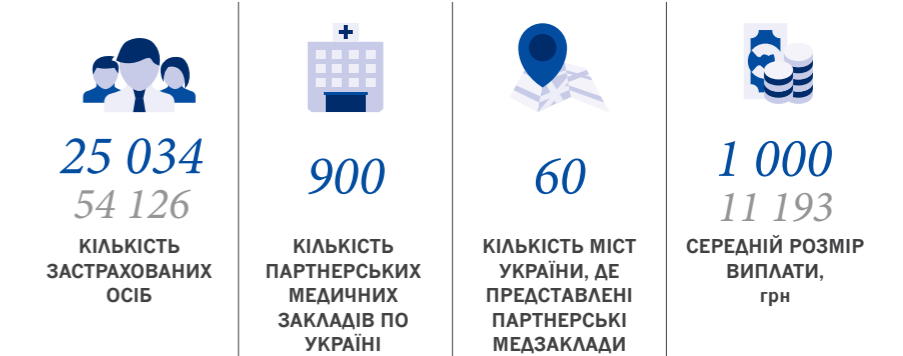 25 034
54 126
КІЛЬКІСТЬ
ЗАСТРАХОВАНИХ
ОСІБ
900
КІЛЬКІСТЬ
ПАРТНЕРСЬКИХ
МЕДИЧНИХ
ЗАКЛАДІВ ПО
УКРАЇНІ
60
КІЛЬКІСТЬ МІСТ
УКРАЇНИ, ДЕ
ПРЕДСТАВЛЕНІ
ПАРТНЕРСЬКІ
МЕДЗАКЛАДИ
1 000
11 193
СЕРЕДНІЙ РОЗМІР
ВИПЛАТИ,
грн